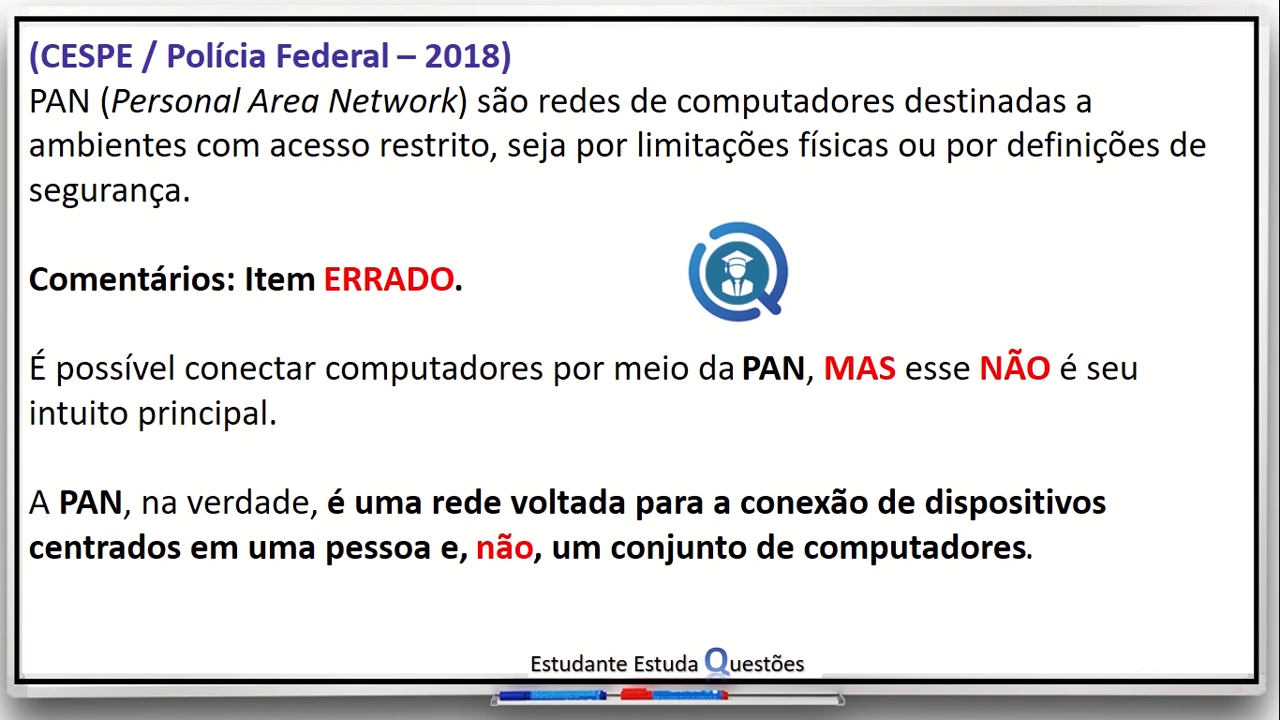 (CESPE / Polícia Federal – 2018)
PAN (Personal Area Network) são redes de computadores destinadas a
ambientes com acesso restrito, seja por limitações físicas ou por definições de
segurança.
Comentários: Item ERRADO.
É possível conectar computadores por meio da PAN, MAS esse NÃO é seu
intuito principal.
A PAN, na verdade, é uma rede voltada para a conexão de dispositivos
centrados em uma pessoa e, não, um conjunto de computadores.
Estudante Estuda Questões